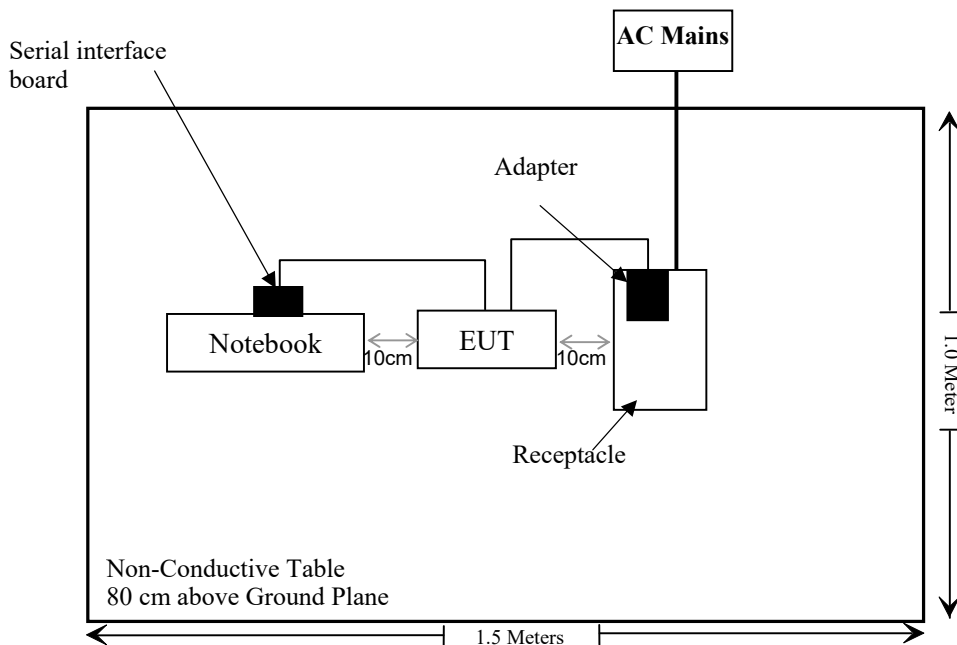 AC Mains
Serial interface
board
Adapter
Notebook
EUT
10cm
10cm
1.0 Meter
Receptacle
Non-Conductive Table
80 cm above Ground Plane
1.5 Meters